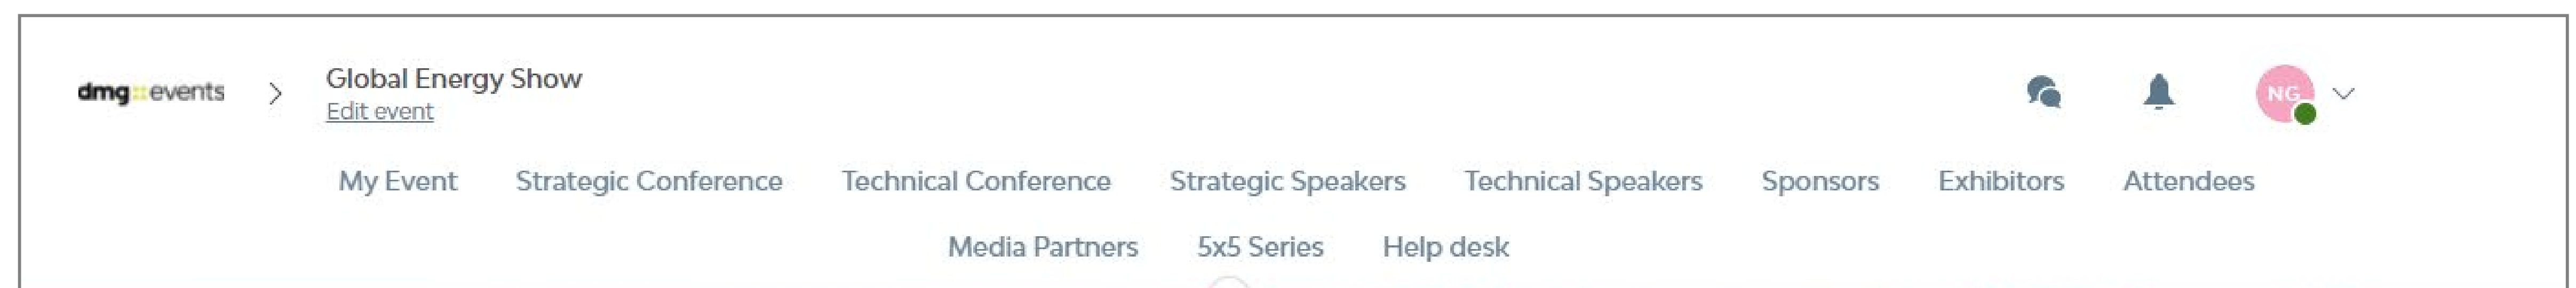 dmg::events > Global Energy Show
Edit event
NG
My Event Strategic Conference Technical Conference Strategic Speakers Technical Speakers Sponsors Exhibitors Attendees
Media Partners 5x5 Series Help desk